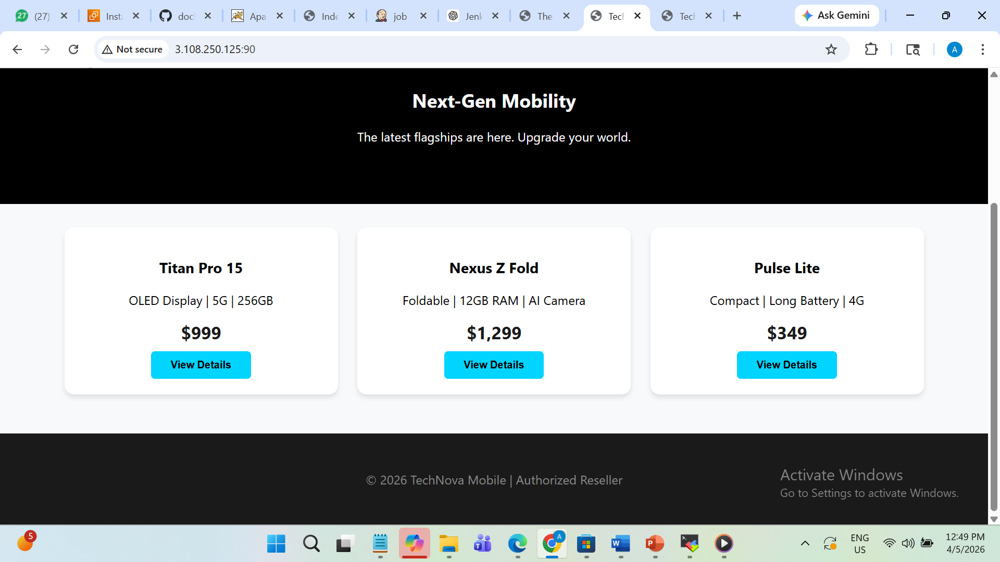 27 (27)
Inst
doc
Apa
Inde
job
Jenk
The
Tech
Tech
Ask Gemini
Not secure
3.108.250.125:90
A
Next-Gen Mobility
The latest flagships are here. Upgrade your world.
Titan Pro 15
OLED Display | 5G | 256GB
$999
View Details
Nexus Z Fold
Foldable | 12GB RAM | AI Camera
$1,299
View Details
Pulse Lite
Compact | Long Battery | 4G
$349
View Details
© 2026 TechNova Mobile | Authorized Reseller
Activate Windows
Go to Settings to activate Windows.
5
A
ENG
US
12:49 PM
4/5/2026